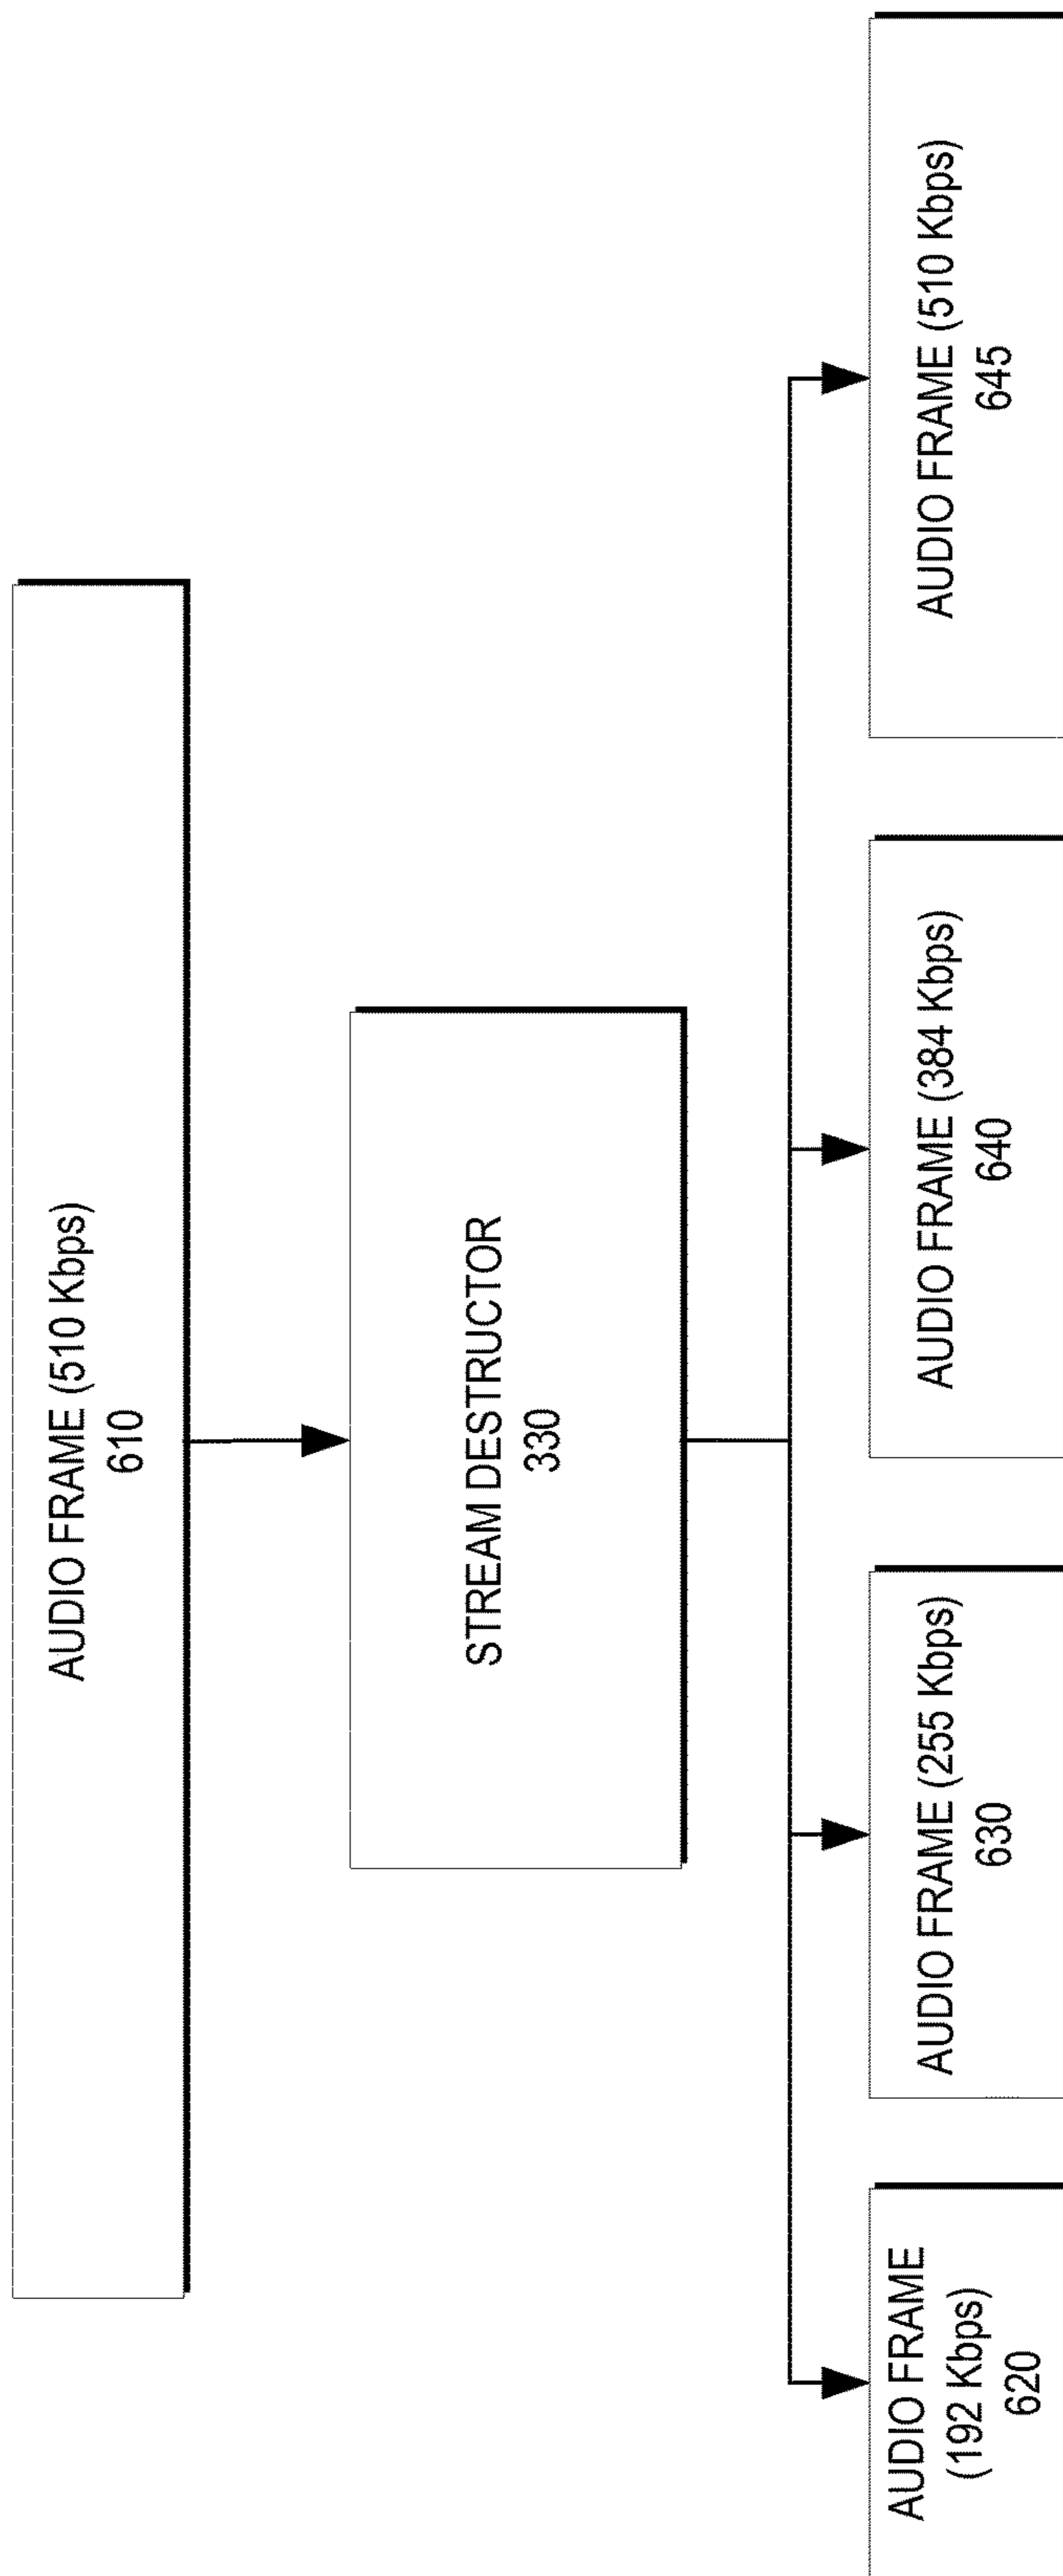 AUDIO FRAME (510 Kbps)
610
STREAM DESTRUCTOR
330
AUDIO FRAME
(192 Kbps)
620
AUDIO FRAME (255 Kbps)
630
AUDIO FRAME (384 Kbps)
640
AUDIO FRAME (510 Kbps)
645